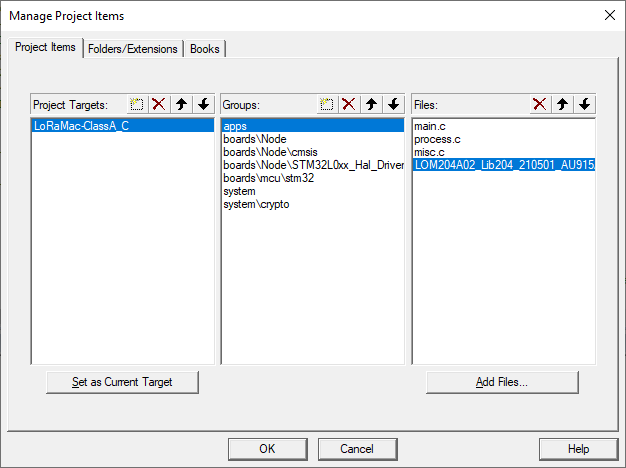 Manage Project Items
Project Items Folders/Extensions Books
Project Targets: Groups: Files:
LoRaMac-ClassA_C
apps
boards\Node
boards\Node\cmsis
boards\Node\STM32L0xx_Hal_Driver
boards\mcu\stm32
system
system\crypto
main.c
process.c
misc.c
LOM204A02_Lib204_210501_AU915
Set as Current Target Add Files...
OK Cancel Help